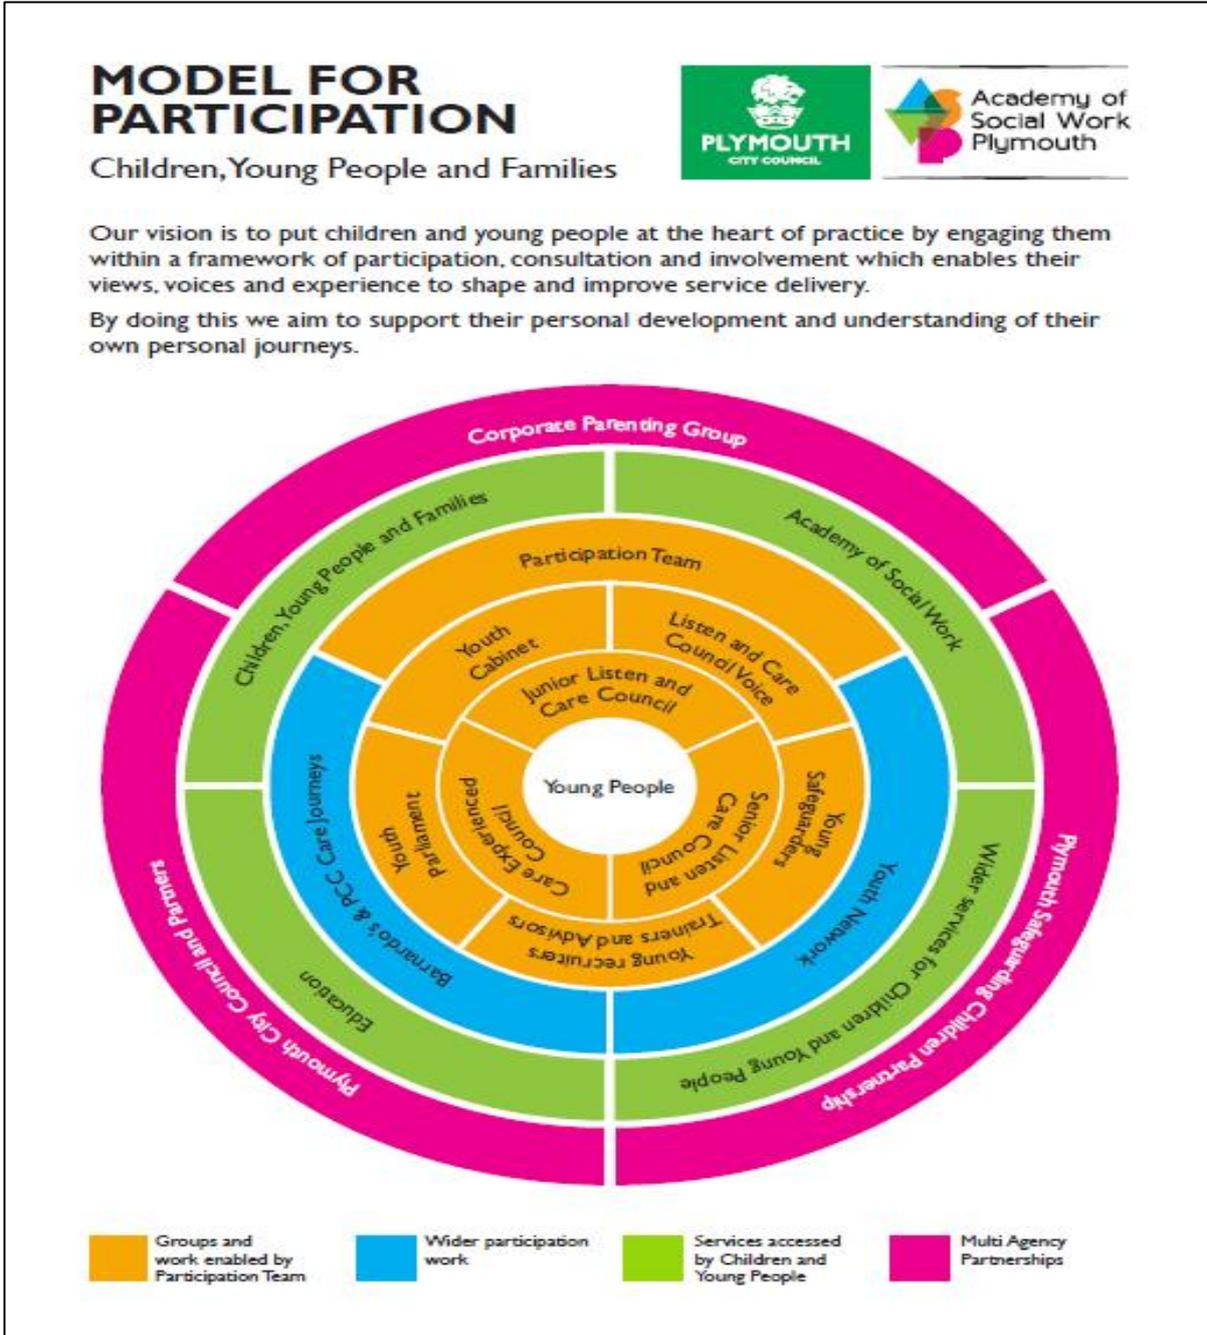 MODEL FOR
PARTICIPATION
Children, Young People and Families
PLYMOUTH
CITY COUNCIL
Academy of
Social Work
Plymouth
Our vision is to put children and young people at the heart of practice by engaging them
within a framework of participation, consultation and involvement which enables their
views, voices and experience to shape and improve service delivery.
By doing this we aim to support their personal development and understanding of their
own personal journeys.
Corporate Parenting Group
Children, Young People and Families
Academy of Social Work
Participation Team
Youth
Cabinet
Listen and Care
Council Voice
Junior Listen and
Care Council
Young People
Barnardo's & PCC Care Journeys
Youth
Parliament
Care Experienced
Council
Senior Listen and
Care Council
Young
Safeguarders
Youth Network
Young recruiters
Trainers and Advisors
Education
Wider services for Children and Young People
Plymouth City Council and Partners
Plymouth Safeguarding Children Partnership
Groups and
work enabled by
Participation Team
Wider participation
work
Services accessed
by Children and
Young People
Multi Agency
Partnerships